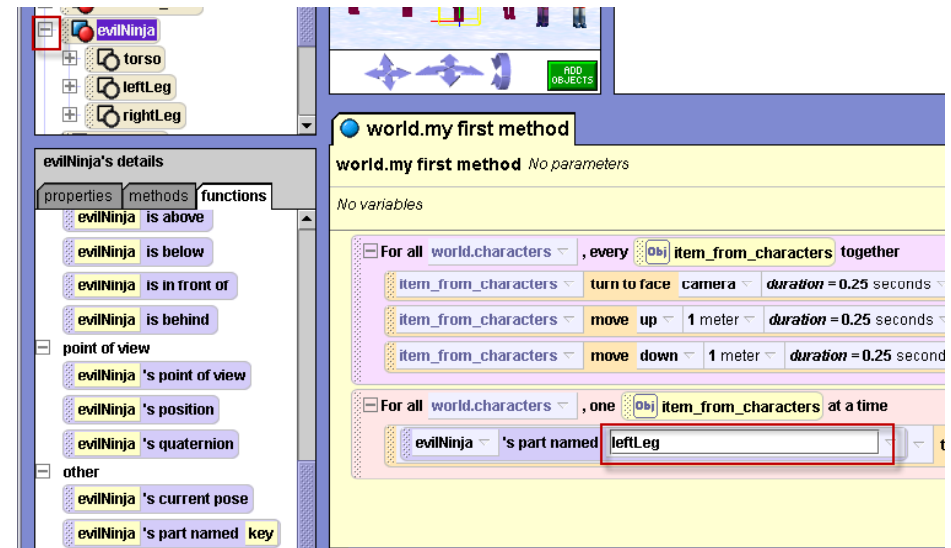 evilNinja
torso
leftLeg
rightLeg
ADD
OBJECTS
evilNinja's details
properties methods functions
evilNinja is above
evilNinja is below
evilNinja is in front of
evilNinja is behind
point of view
evilNinja 's point of view
evilNinja 's position
evilNinja 's quaternion
other
evilNinja 's current pose
evilNinja 's part named key
world.my first method
world.my first method No parameters
No variables
For all world.characters , every Obj item_from_characters together
item_from_characters turn to face camera duration = 0.25 seconds
item_from_characters move up 1 meter duration = 0.25 seconds
item_from_characters move down 1 meter duration = 0.25 second
For all world.characters , one Obj item_from_characters at a time
evilNinja 's part named leftLeg